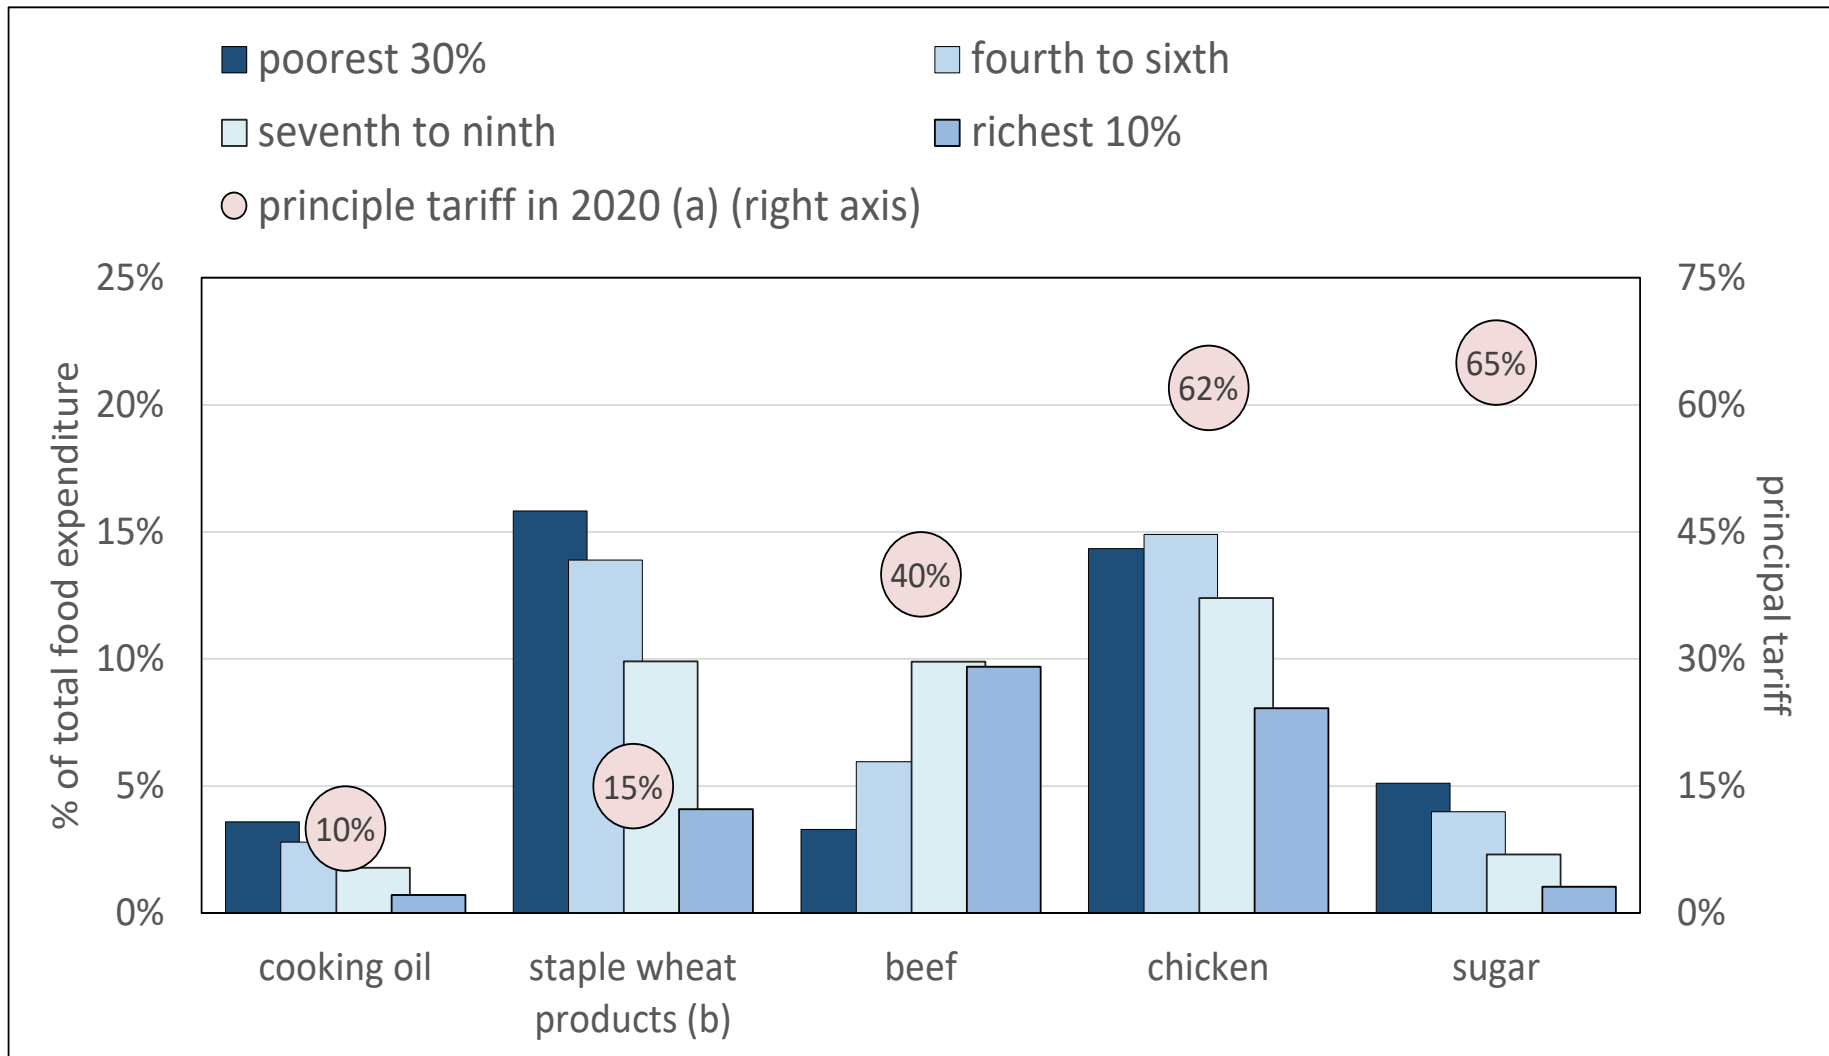 poorest 30%
fourth to sixth
seventh to ninth
richest 10%
principle tariff in 2020 (a) (right axis)
% of total food expenditure
25%
20%
15%
10%
5%
0%
10%
15%
40%
62%
65%
75%
60%
45%
30%
15%
0%
principal tariff
cooking oil
staple wheat
products (b)
beef
chicken
sugar